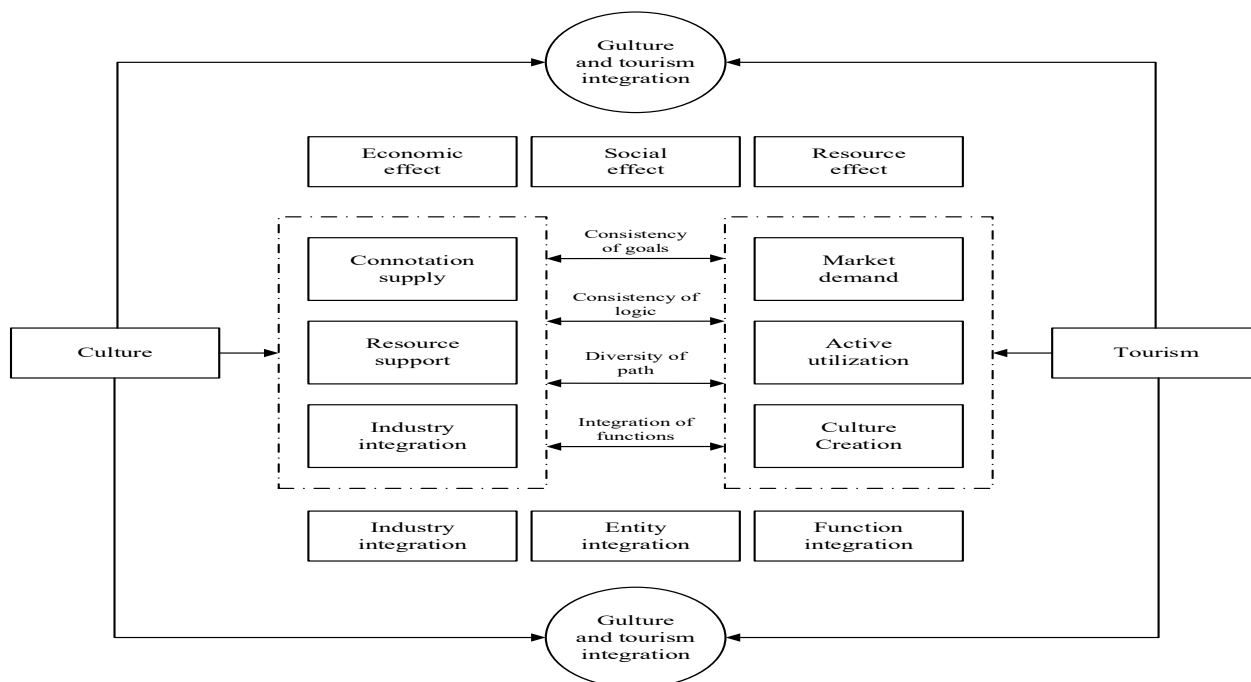 Gulture
and tourism
integration
Economic
effect
Social
effect
Resource
effect
Consistency
of goals
Connotation
supply
Market
demand
Consistency of
logic
Culture
Resource
support
Diversity of
path
Active
utilization
Tourism
Industry
integration
Integration of
functions
Culture
Creation
Industry
integration
Entity
integration
Function
integration
Gulture
and tourism
integration